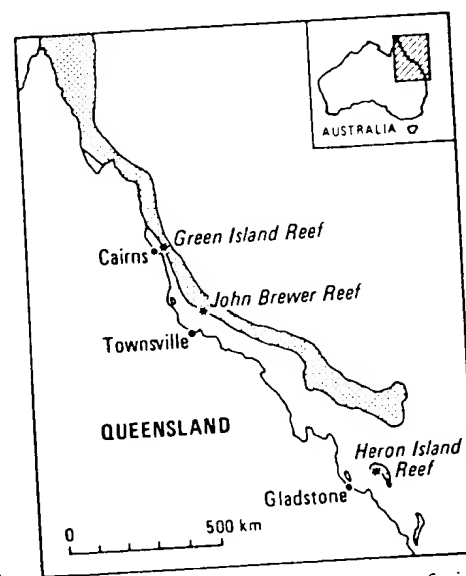 AUSTRALIA
Green Island Reef
Cairns
John Brewer Reef
Townsville
QUEENSLAND
Heron Island
Reef
Gladstone
0
500 km